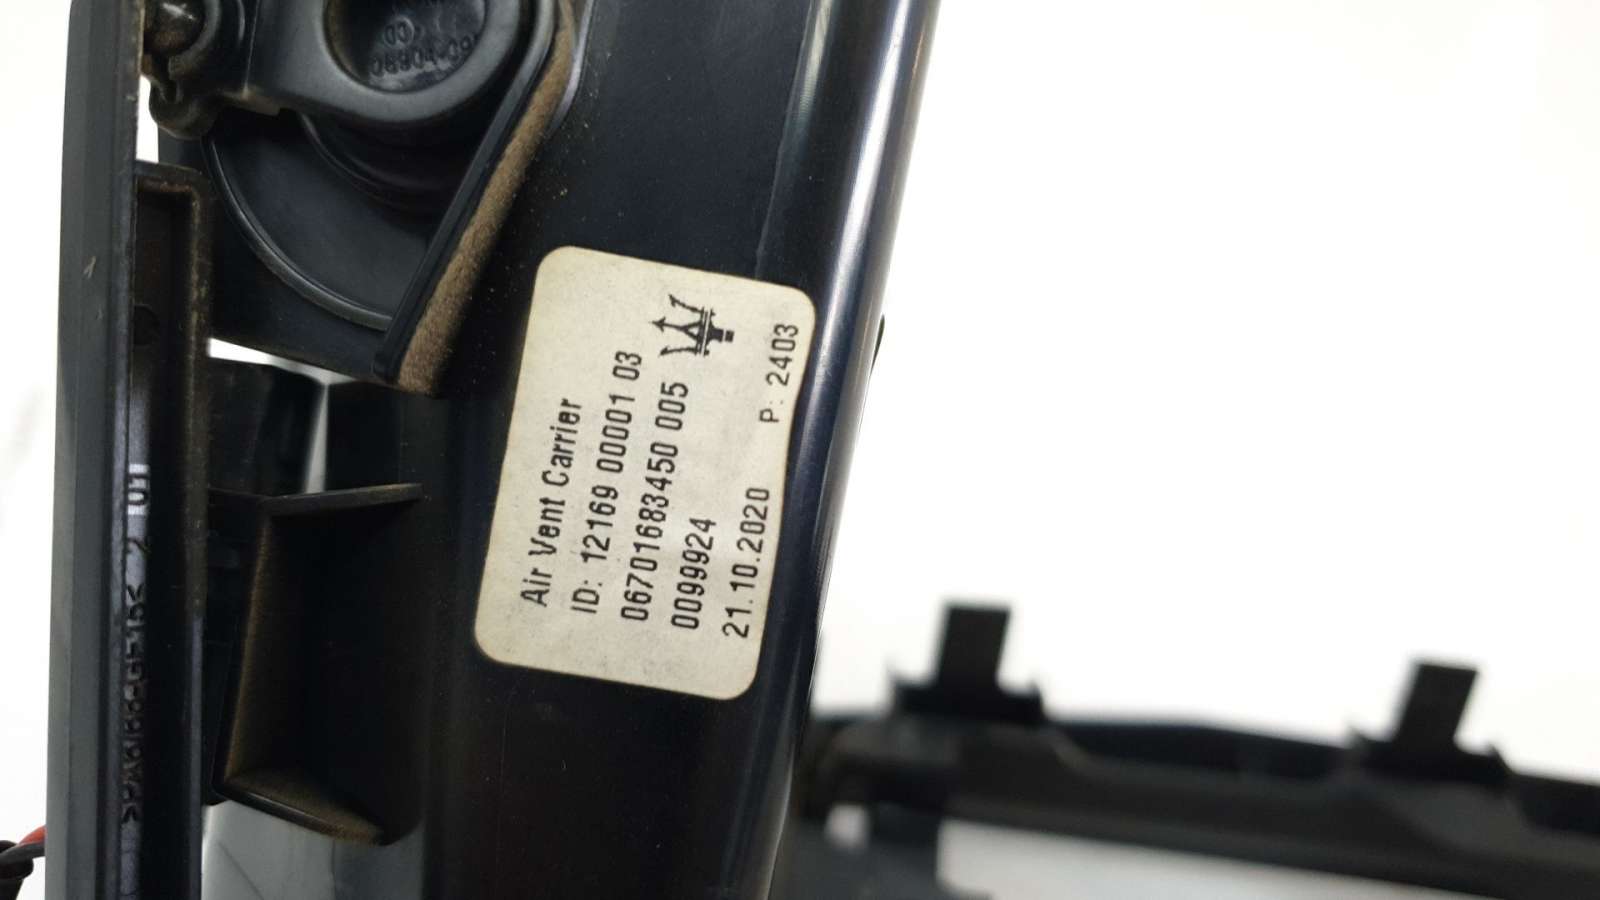 Air Vent Carrier
ID: 12169 00001 03
06701683450 005
0099924
21.10.2020 P: 2403